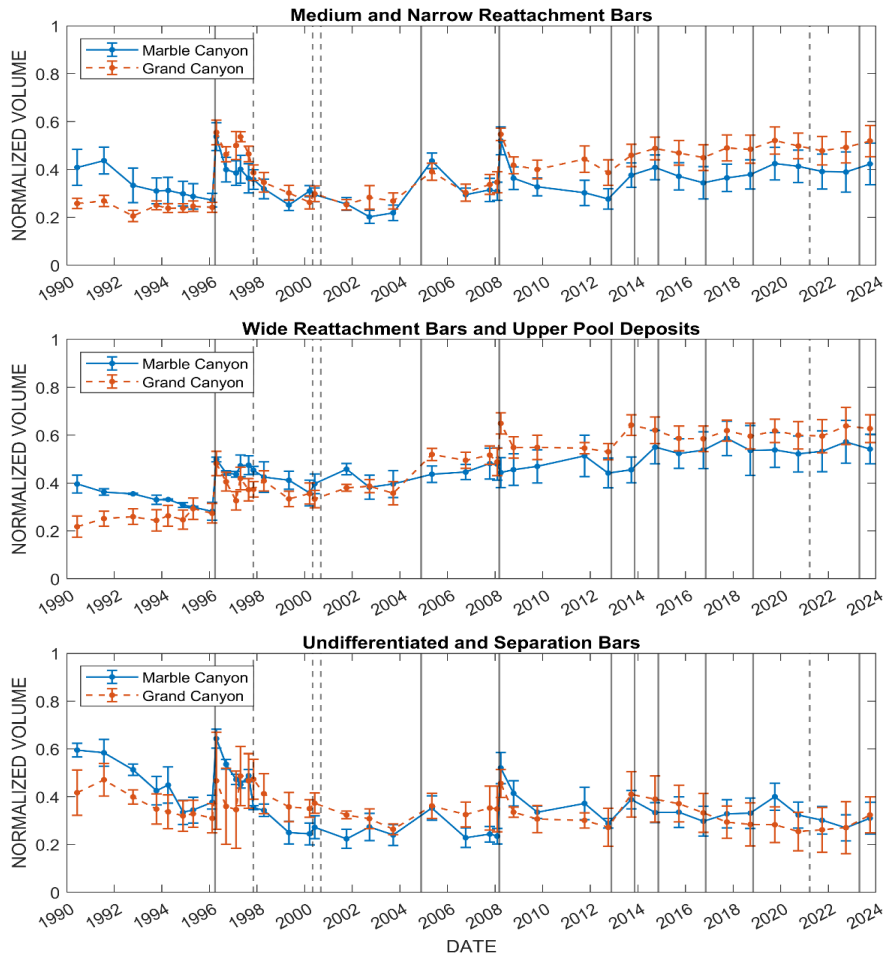 Medium and Narrow Reattachment Bars
NORMALIZED VOLUME
1
0.8
0.6
0.4
0.2
0
Marble Canyon
Grand Canyon
1990 1992 1994 1996 1998 2000 2002 2004 2006 2008 2010 2012 2014 2016 2018 2020 2022 2024
Wide Reattachment Bars and Upper Pool Deposits
NORMALIZED VOLUME
1
0.8
0.6
0.4
0.2
0
Marble Canyon
Grand Canyon
1990 1992 1994 1996 1998 2000 2002 2004 2006 2008 2010 2012 2014 2016 2018 2020 2022 2024
Undifferentiated and Separation Bars
NORMALIZED VOLUME
1
0.8
0.6
0.4
0.2
0
Marble Canyon
Grand Canyon
1990 1992 1994 1996 1998 2000 2002 2004 2006 2008 2010 2012 2014 2016 2018 2020 2022 2024
DATE